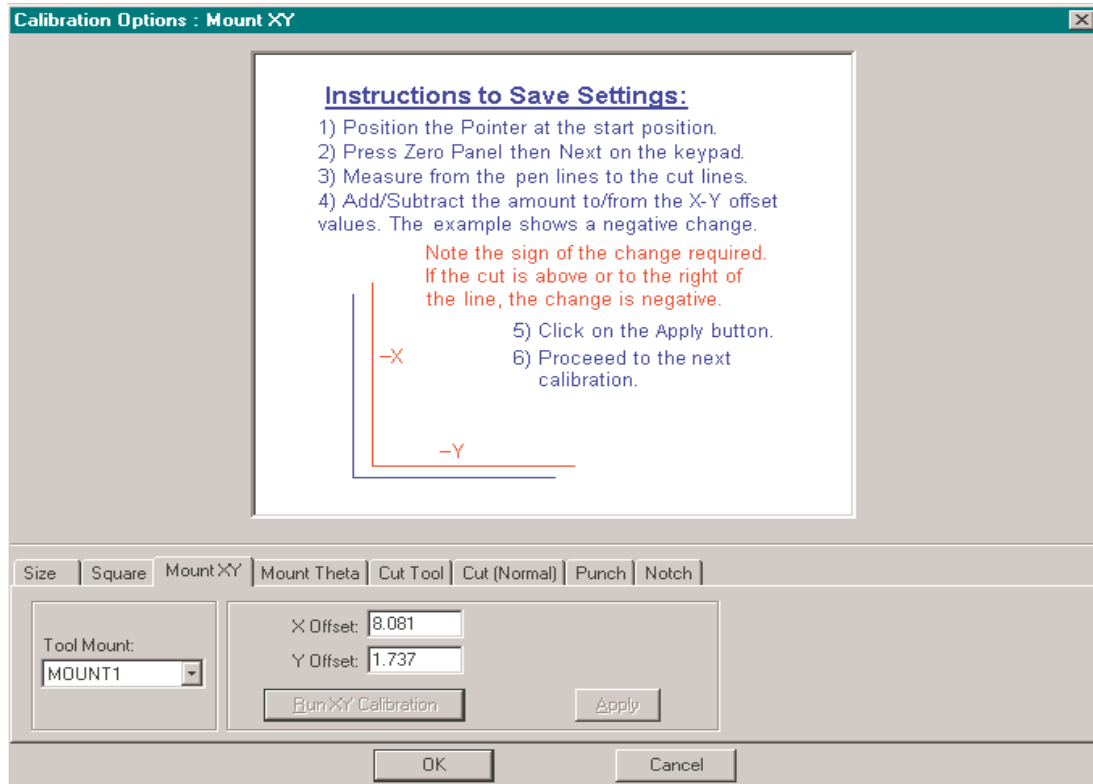 Calibration Options : Mount XY
Instructions to Save Settings:
1) Position the Pointer at the start position.
2) Press Zero Panel then Next on the keypad.
3) Measure from the pen lines to the cut lines.
4) Add/Subtract the amount to/from the X-Y offset
values. The example shows a negative change.
Note the sign of the change required.
If the cut is above or to the right of
the line, the change is negative.
5) Click on the Apply button.
–X
6) Proceeed to the next
calibration.
–Y
Size Square Mount XY Mount Theta Cut Tool Cut (Normal) Punch Notch
X Offset: 8.081
Tool Mount:
Y Offset: 1.737
MOUNT1
Run XY Calibration Apply
OK Cancel